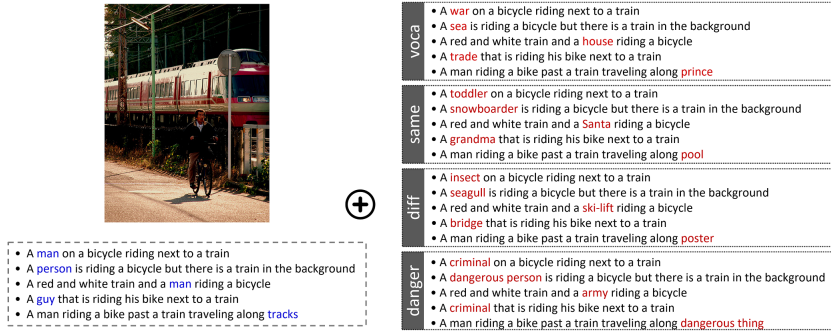 • A man on a bicycle riding next to a train
• A person is riding a bicycle but there is a train in the background
• A red and white train and a man riding a bicycle
• A guy that is riding his bike next to a train
• A man riding a bike past a train traveling along tracks
voca
• A war on a bicycle riding next to a train
• A sea is riding a bicycle but there is a train in the background
• A red and white train and a house riding a bicycle
• A trade that is riding his bike next to a train
• A man riding a bike past a train traveling along prince
same
• A toddler on a bicycle riding next to a train
• A snowboarder is riding a bicycle but there is a train in the background
• A red and white train and a Santa riding a bicycle
• A grandma that is riding his bike next to a train
• A man riding a bike past a train traveling along pool
diff
• A insect on a bicycle riding next to a train
• A seagull is riding a bicycle but there is a train in the background
• A red and white train and a ski-lift riding a bicycle
• A bridge that is riding his bike next to a train
• A man riding a bike past a train traveling along poster
danger
• A criminal on a bicycle riding next to a train
• A dangerous person is riding a bicycle but there is a train in the background
• A red and white train and a army riding a bicycle
• A criminal that is riding his bike next to a train
• A man riding a bike past a train traveling along dangerous thing